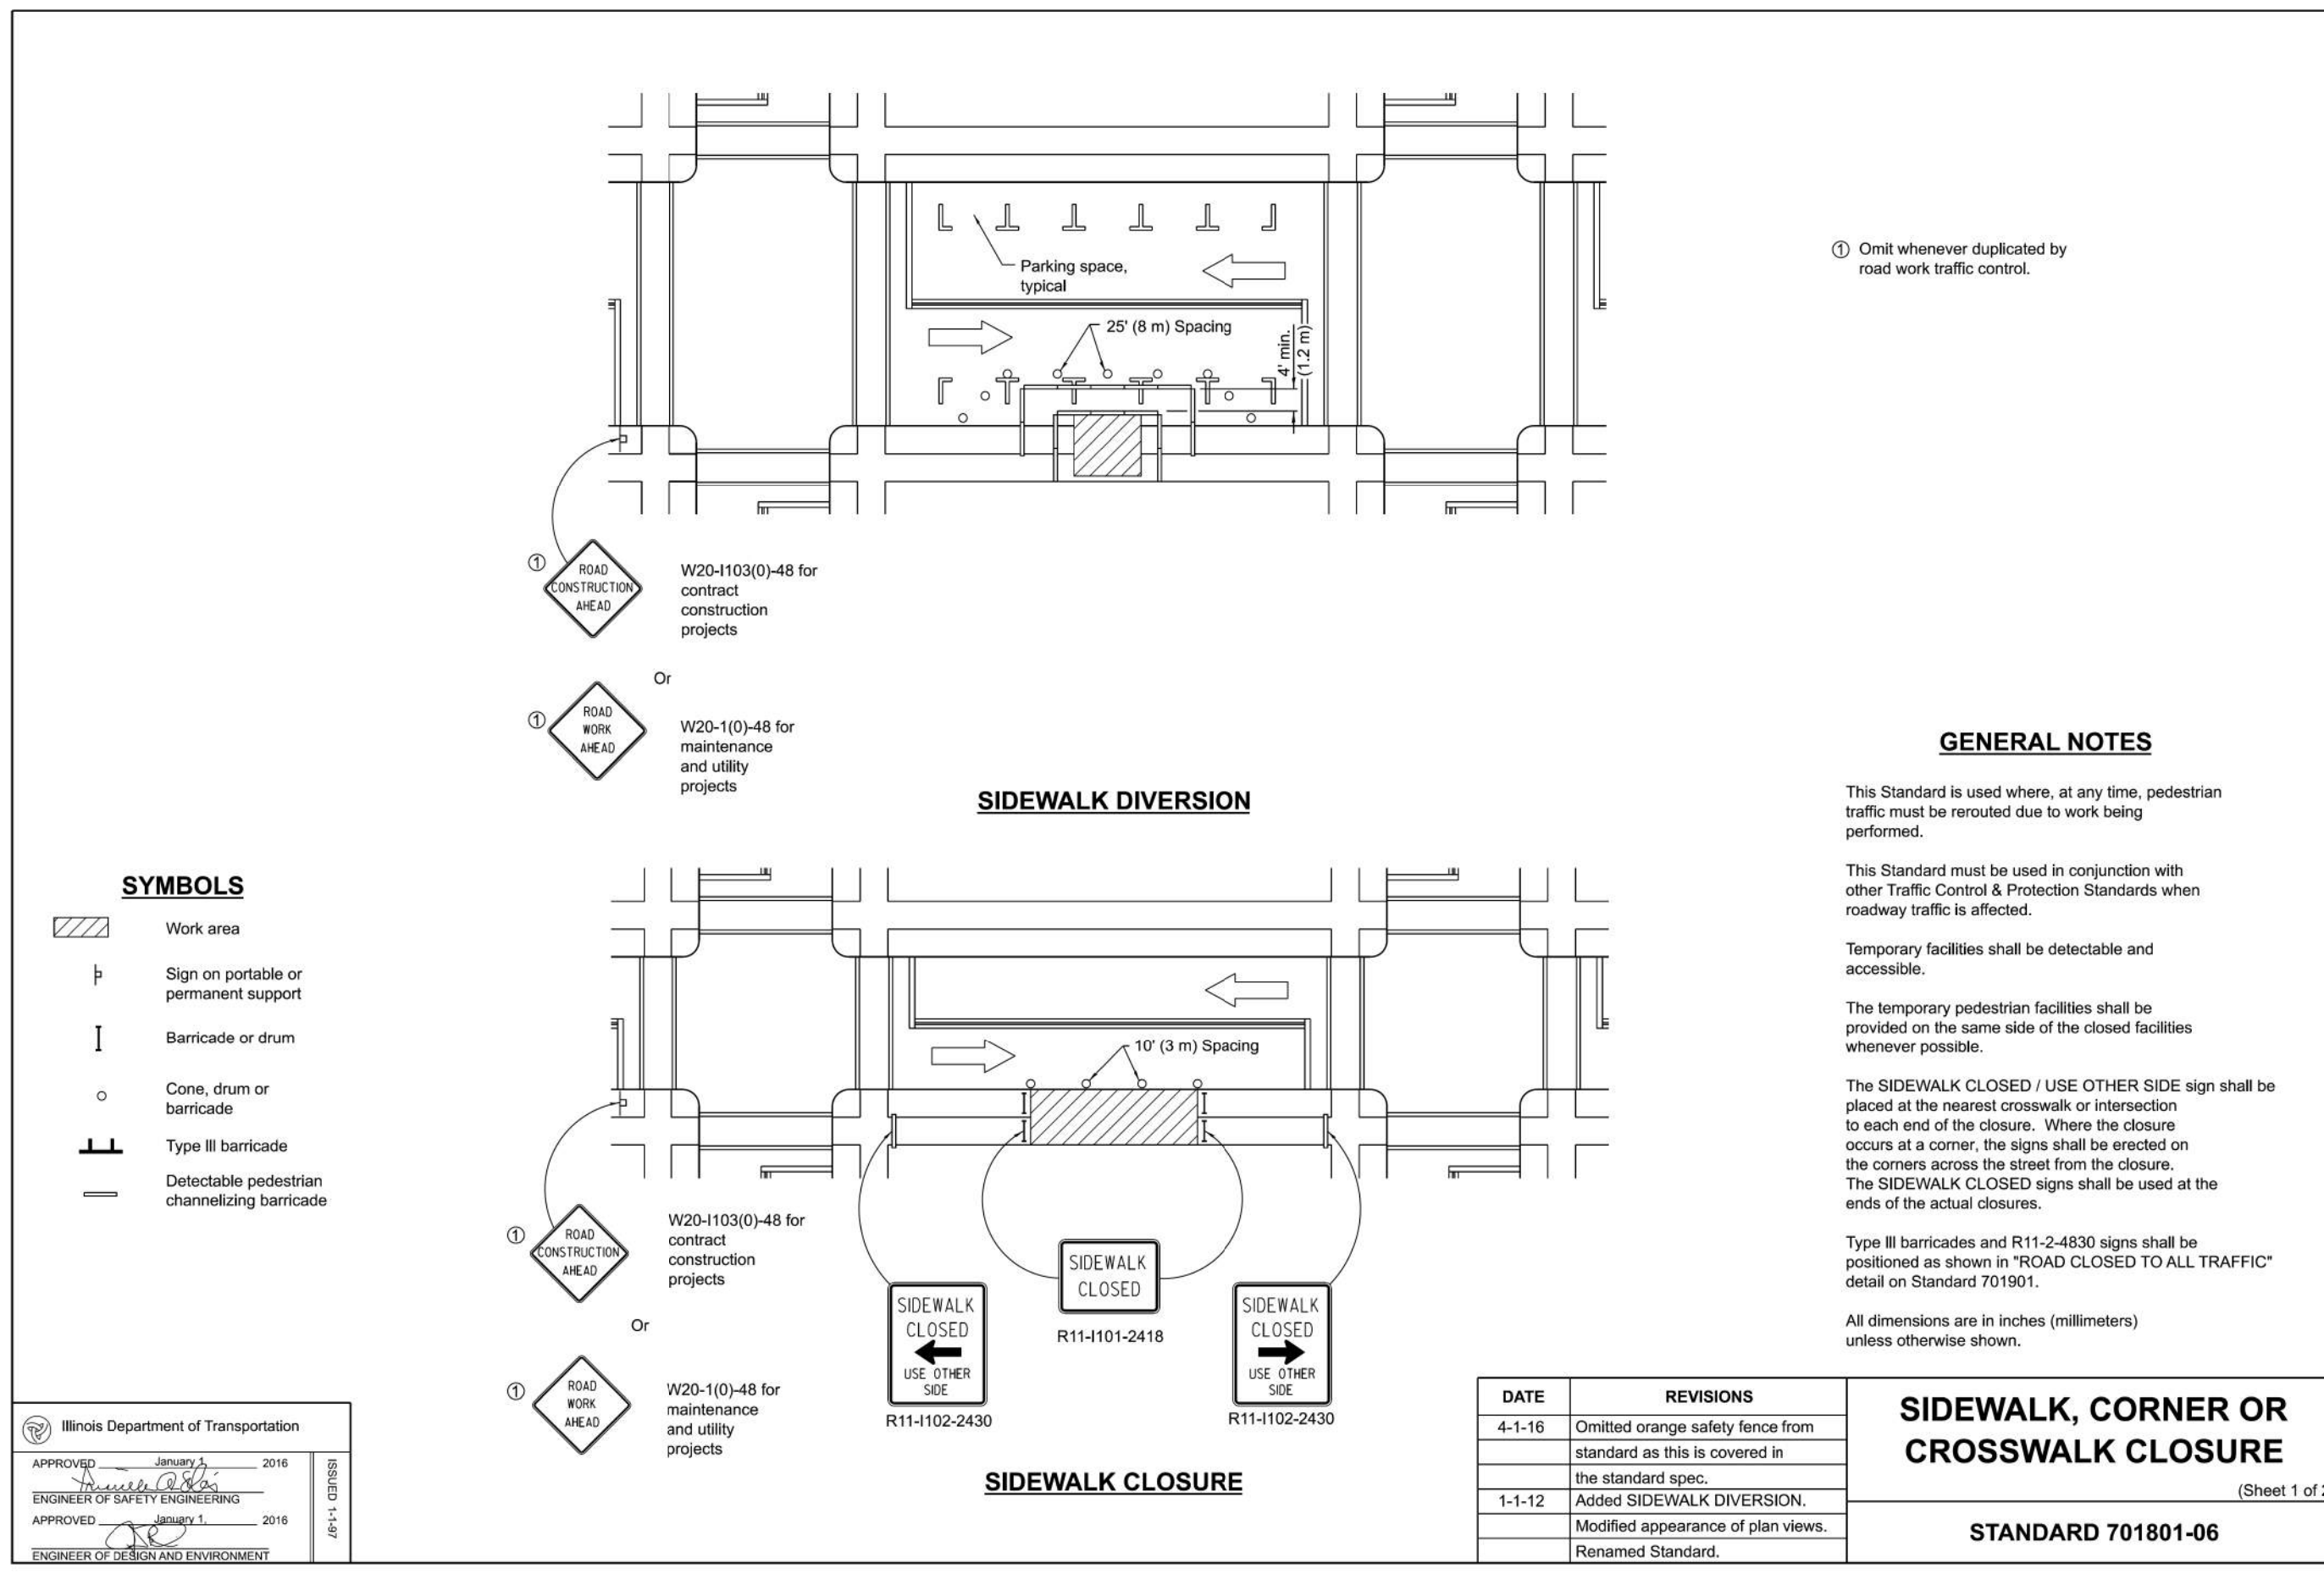 Parking space,
typical
25' (8 m) Spacing
4' min.
(1.2 m)
① Omit whenever duplicated by
road work traffic control.
①
ROAD
CONSTRUCTION
AHEAD
W20-I103(0)-48 for
contract
construction
projects
Or
①
ROAD
WORK
AHEAD
W20-1(0)-48 for
maintenance
and utility
projects
SIDEWALK DIVERSION
SYMBOLS
Work area
Sign on portable or
permanent support
Barricade or drum
Cone, drum or
barricade
Type III barricade
Detectable pedestrian
channelizing barricade
10' (3 m) Spacing
①
ROAD
CONSTRUCTION
AHEAD
W20-I103(0)-48 for
contract
construction
projects
Or
①
ROAD
WORK
AHEAD
W20-1(0)-48 for
maintenance
and utility
projects
SIDEWALK
CLOSED
USE OTHER
SIDE
R11-I102-2430
SIDEWALK
CLOSED
R11-I101-2418
SIDEWALK
CLOSED
USE OTHER
SIDE
R11-I102-2430
SIDEWALK CLOSURE
GENERAL NOTES
This Standard is used where, at any time, pedestrian
traffic must be rerouted due to work being
performed.
This Standard must be used in conjunction with
other Traffic Control & Protection Standards when
roadway traffic is affected.
Temporary facilities shall be detectable and
accessible.
The temporary pedestrian facilities shall be
provided on the same side of the closed facilities
whenever possible.
The SIDEWALK CLOSED / USE OTHER SIDE sign shall be
placed at the nearest crosswalk or intersection
to each end of the closure. Where the closure
occurs at a corner, the signs shall be erected on
the corners across the street from the closure.
The SIDEWALK CLOSED signs shall be used at the
ends of the actual closures.
Type III barricades and R11-2-4830 signs shall be
positioned as shown in "ROAD CLOSED TO ALL TRAFFIC"
detail on Standard 701901.
All dimensions are in inches (millimeters)
unless otherwise shown.
Illinois Department of Transportation
APPROVED January 1, 2016
ENGINEER OF SAFETY ENGINEERING
APPROVED January 1, 2016
ENGINEER OF DESIGN AND ENVIRONMENT
ISSUED 1-1-97
DATE REVISIONS
4-1-16 Omitted orange safety fence from
standard as this is covered in
the standard spec.
1-1-12 Added SIDEWALK DIVERSION.
Modified appearance of plan views.
Renamed Standard.
SIDEWALK, CORNER OR
CROSSWALK CLOSURE
(Sheet 1 of
STANDARD 701801-06